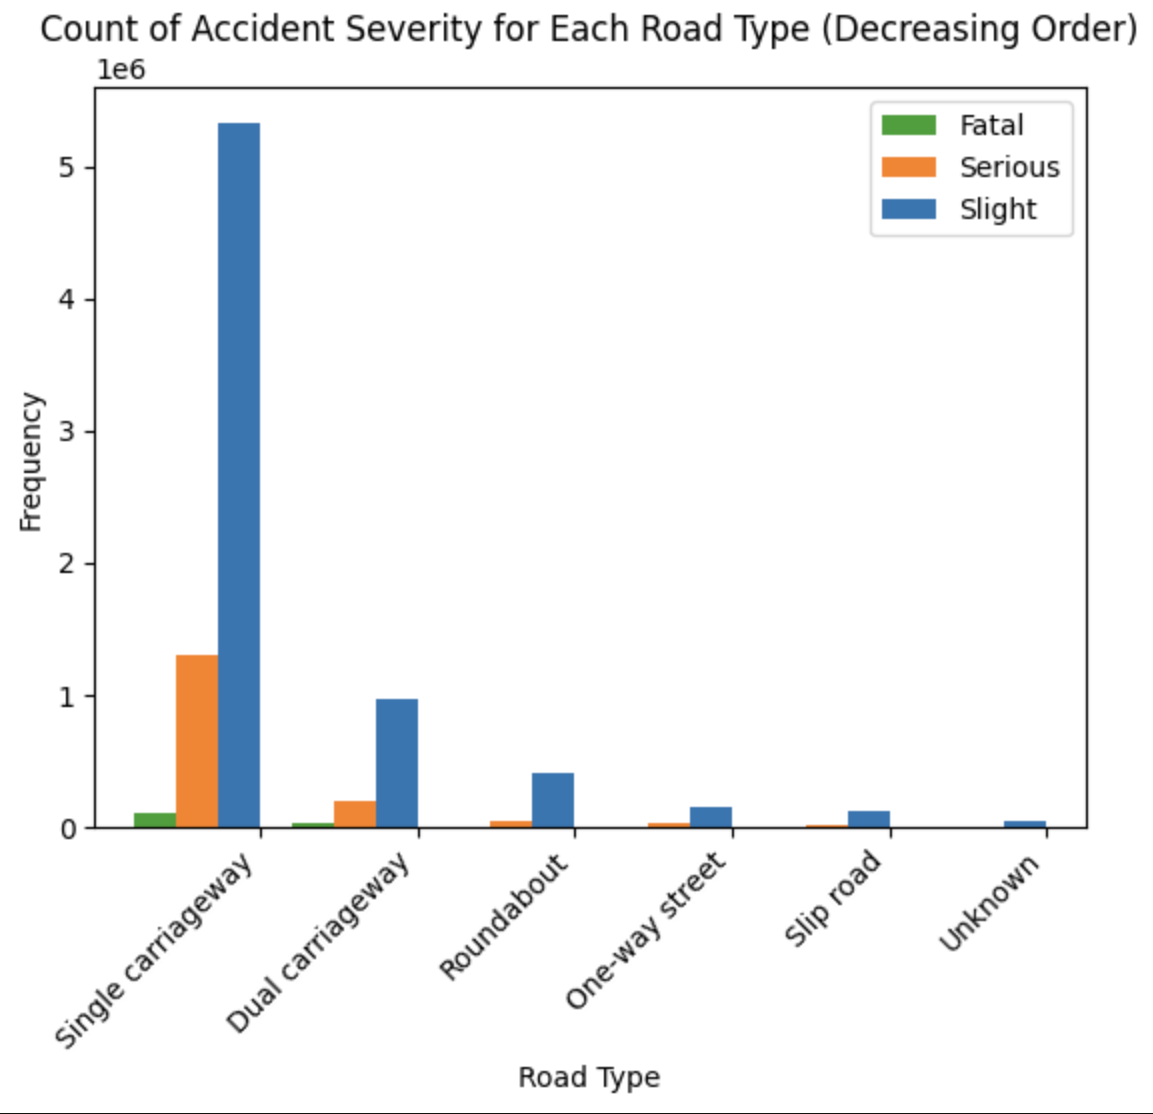 Count of Accident Severity for Each Road Type (Decreasing Order)
1e6
Fatal
Serious
Slight
5
4
3
2
1
0
Frequency
Single carriageway
Dual carriageway
Roundabout
One-way street
Slip road
Unknown
Road Type